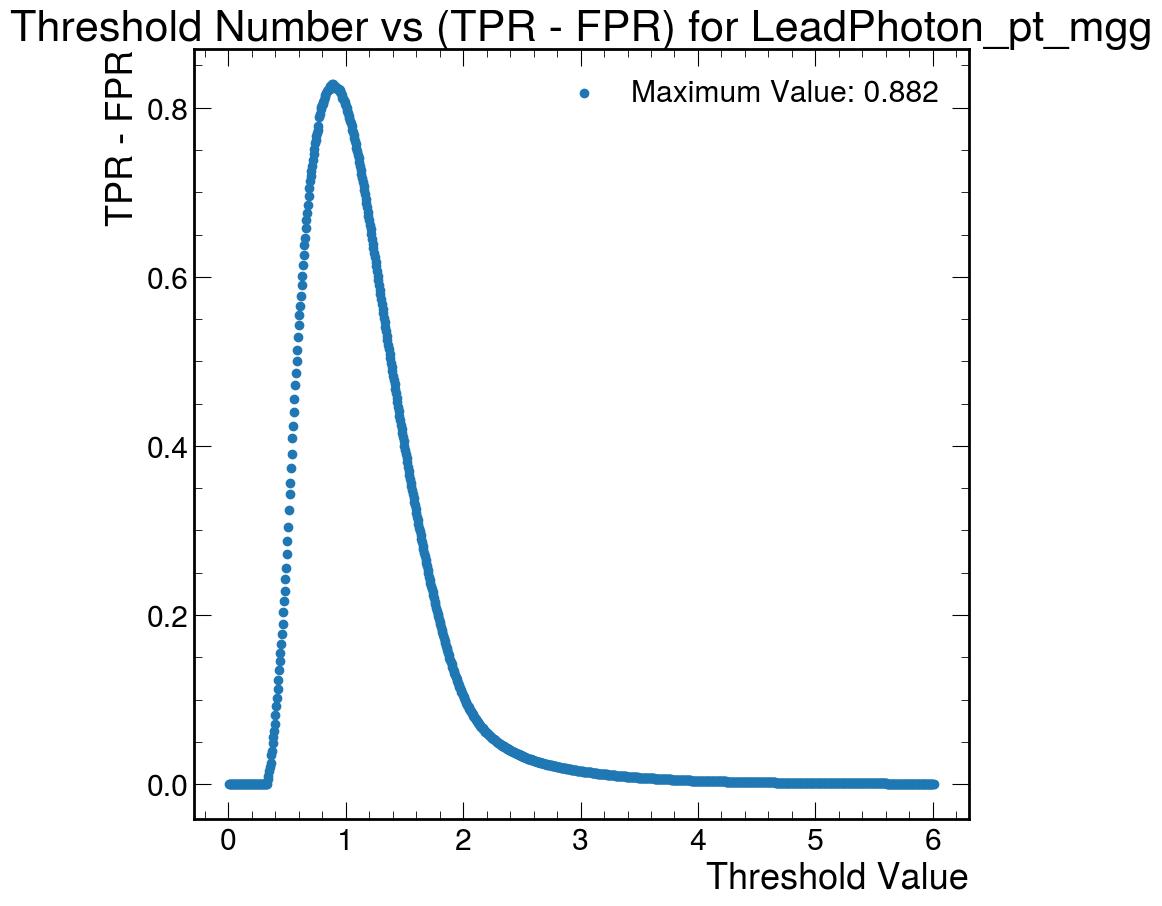 Threshold Number vs (TPR - FPR) for LeadPhoton_pt_mgg
TPR - FPR
Maximum Value: 0.882
0.8
0.6
0.4
0.2
0.0
0 1 2 3 4 5 6
Threshold Value